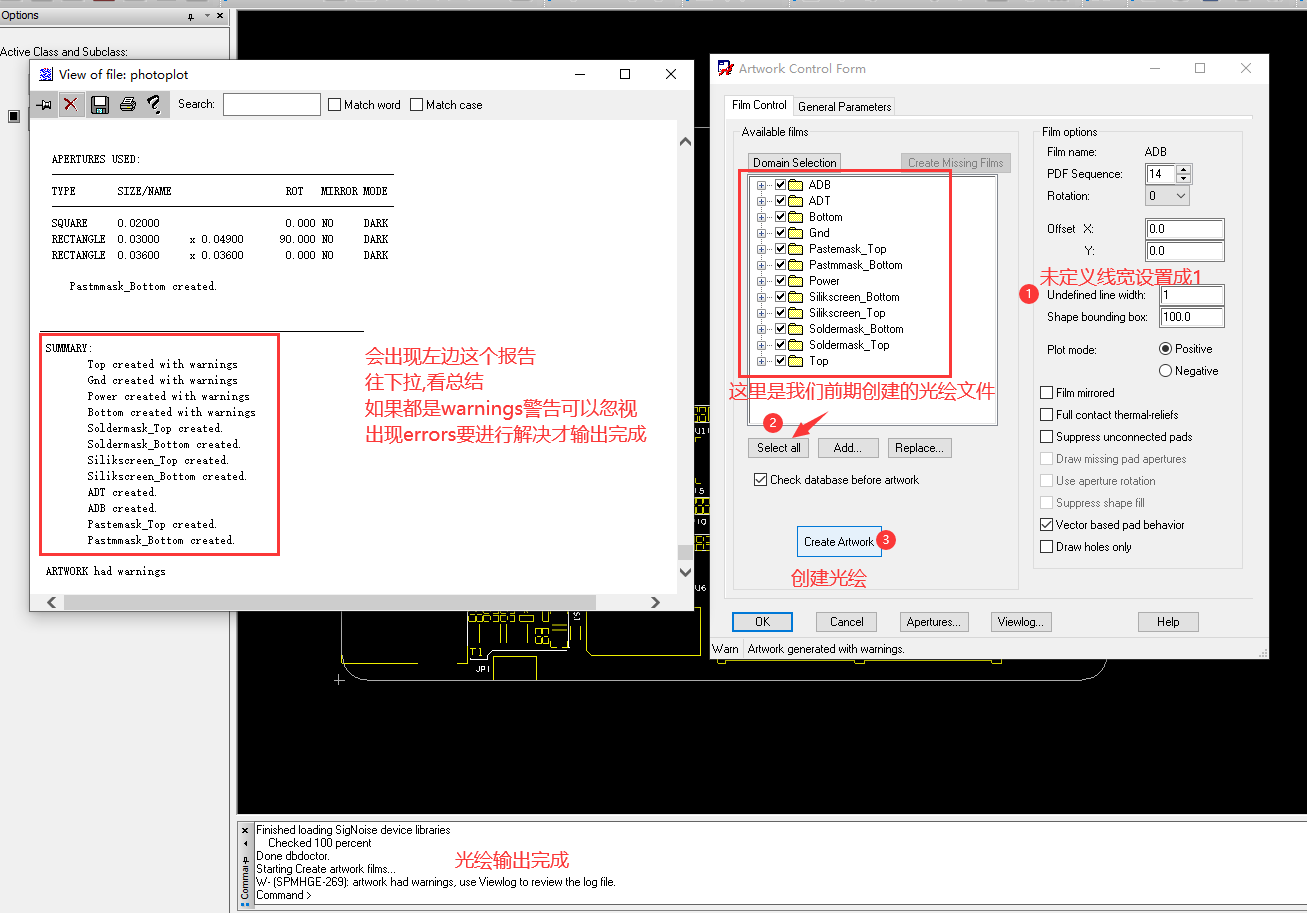 Options
Active Class and Subclass:
View of file: photoplot
Search:
Match word
Match case
APERTURES USED:
TYPE SIZE/NAME ROT MIRROR MODE
SQUARE 0.02000 0.000 NO DARK
RECTANGLE 0.03000 x 0.04900 90.000 NO DARK
RECTANGLE 0.03600 x 0.03600 0.000 NO DARK
Pastmmask_Bottom created.
SUMMARY:
Top created with warnings
Gnd created with warnings
Power created with warnings
Bottom created with warnings
Soldermask_Top created.
Soldermask_Bottom created.
Silikscreen_Top created.
Silikscreen_Bottom created.
ADT created.
ADB created.
Pastemask_Top created.
Pastmmask_Bottom created.
ARTWORK had warnings
会出现左边这个报告
往下拉,看总结
如果都是warnings警告可以忽视
出现errors要进行解决才输出完成
Artwork Control Form
Film Control
General Parameters
Available films
Domain Selection
Create Missing Films
ADB
ADT
Bottom
Gnd
Pastemask_Top
Pastmmask_Bottom
Power
Silikscreen_Bottom
Silikscreen_Top
Soldermask_Bottom
Soldermask_Top
Top
这里是我们前期创建的光绘文件
2
Select all
Add...
Replace...
Check database before artwork
Create Artwork
3
创建光绘
Film options
Film name: ADB
PDF Sequence: 14
Rotation: 0
Offset X: 0.0
Y: 0.0
未定义线宽设置成1
1
Undefined line width: 1
Shape bounding box: 100.0
Plot mode: Positive
Negative
Film mirrored
Full contact thermal-reliefs
Suppress unconnected pads
Draw missing pad apertures
Use aperture rotation
Suppress shape fill
Vector based pad behavior
Draw holes only
OK
Cancel
Apertures...
Viewlog...
Help
Warn Artwork generated with warnings.
T1
JP1
U6
Finished loading SigNoise device libraries
Checked 100 percent
Done dbdoctor.
Starting Create artwork films...
W- (SPMHGE-269): artwork had warnings, use Viewlog to review the log file.
Command >
光绘输出完成